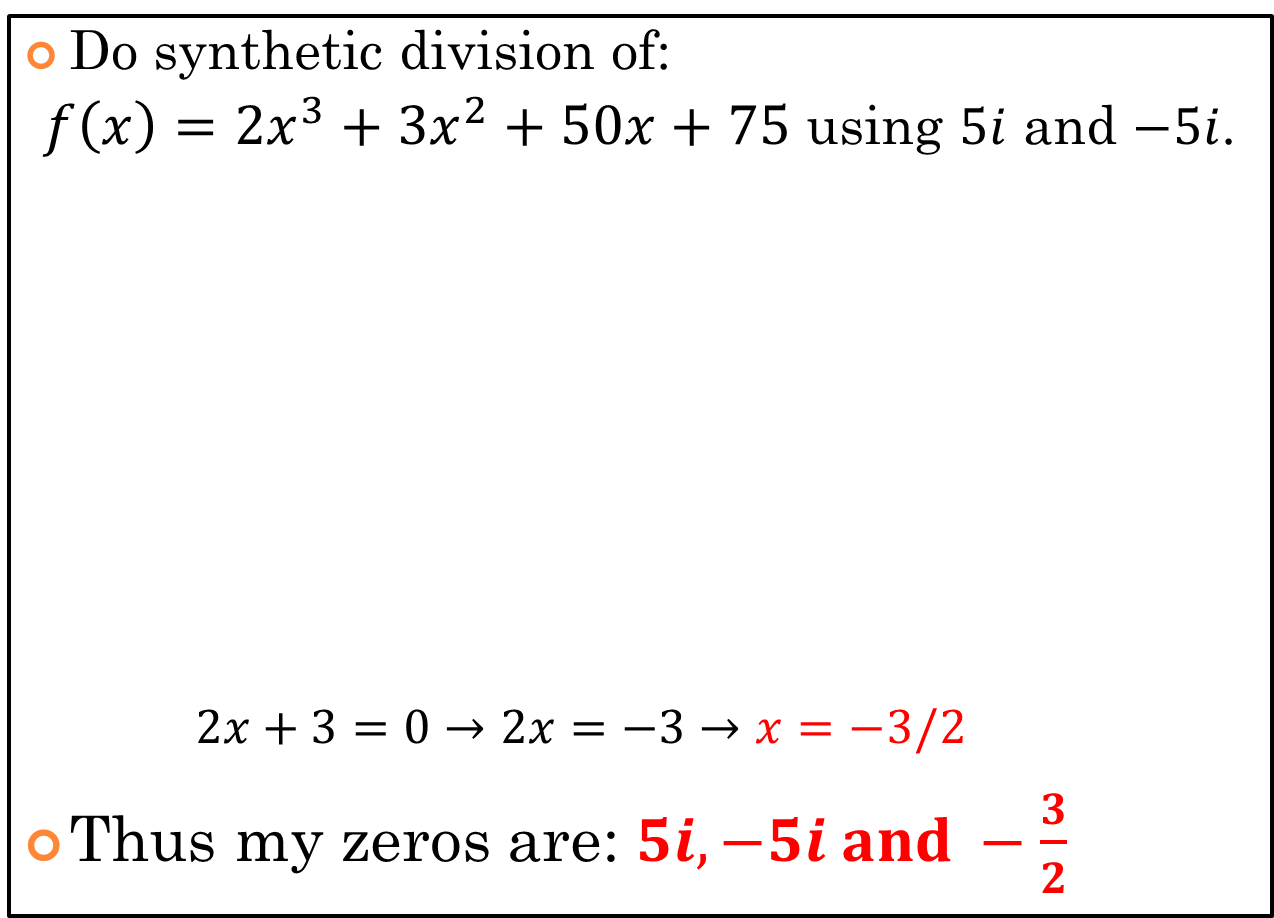 Do synthetic division of:
f(x) = 2x³ + 3x² + 50x + 75 using 5i and −5i.
2x + 3 = 0 → 2x = −3 → x = −3/2
Thus my zeros are: 5i, −5i and − 3/2